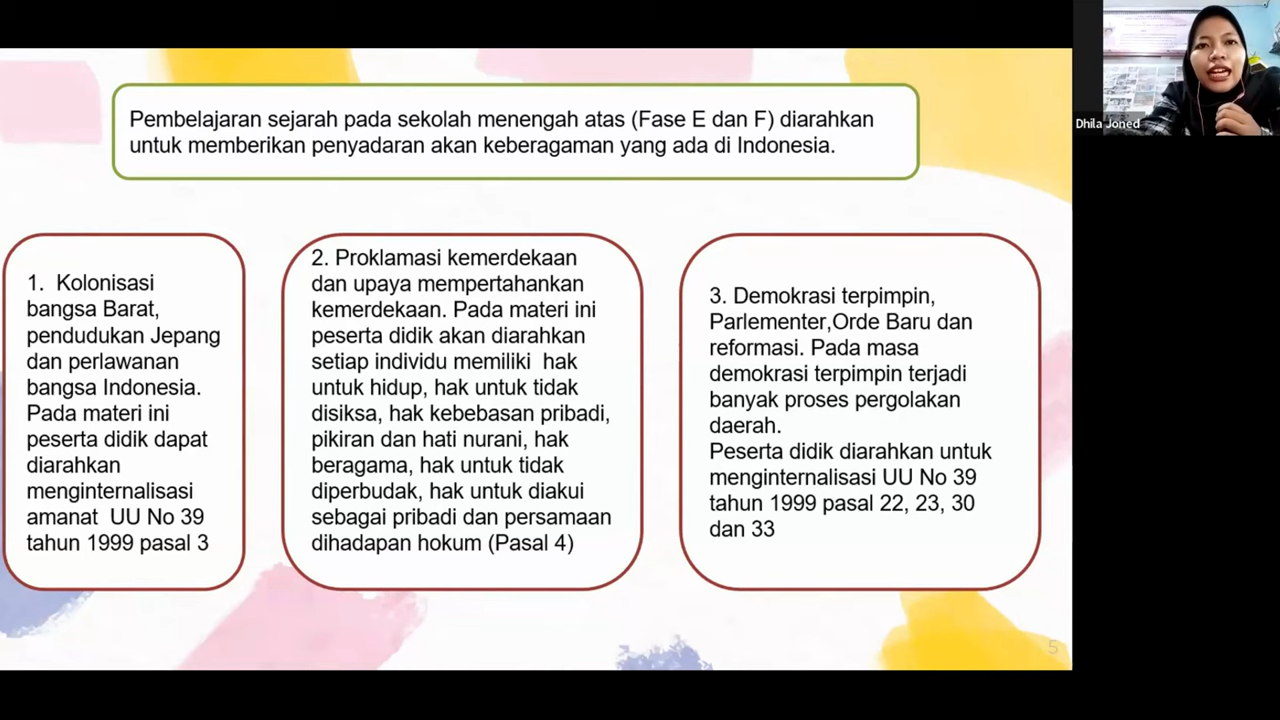 Pembelajaran sejarah pada sekolah menengah atas (Fase E dan F) diarahkan
untuk memberikan penyadaran akan keberagaman yang ada di Indonesia.
1. Kolonisasi
bangsa Barat,
pendudukan Jepang
dan perlawanan
bangsa Indonesia.
Pada materi ini
peserta didik dapat
diarahkan
menginternalisasi
amanat UU No 39
tahun 1999 pasal 3
2. Proklamasi kemerdekaan
dan upaya mempertahankan
kemerdekaan. Pada materi ini
peserta didik akan diarahkan
setiap individu memiliki hak
untuk hidup, hak untuk tidak
disiksa, hak kebebasan pribadi,
pikiran dan hati nurani, hak
beragama, hak untuk tidak
diperbudak, hak untuk diakui
sebagai pribadi dan persamaan
dihadapan hokum (Pasal 4)
3. Demokrasi terpimpin,
Parlementer,Orde Baru dan
reformasi. Pada masa
demokrasi terpimpin terjadi
banyak proses pergolakan
daerah.
Peserta didik diarahkan untuk
menginternalisasi UU No 39
tahun 1999 pasal 22, 23, 30
dan 33
5
Dhila Joned